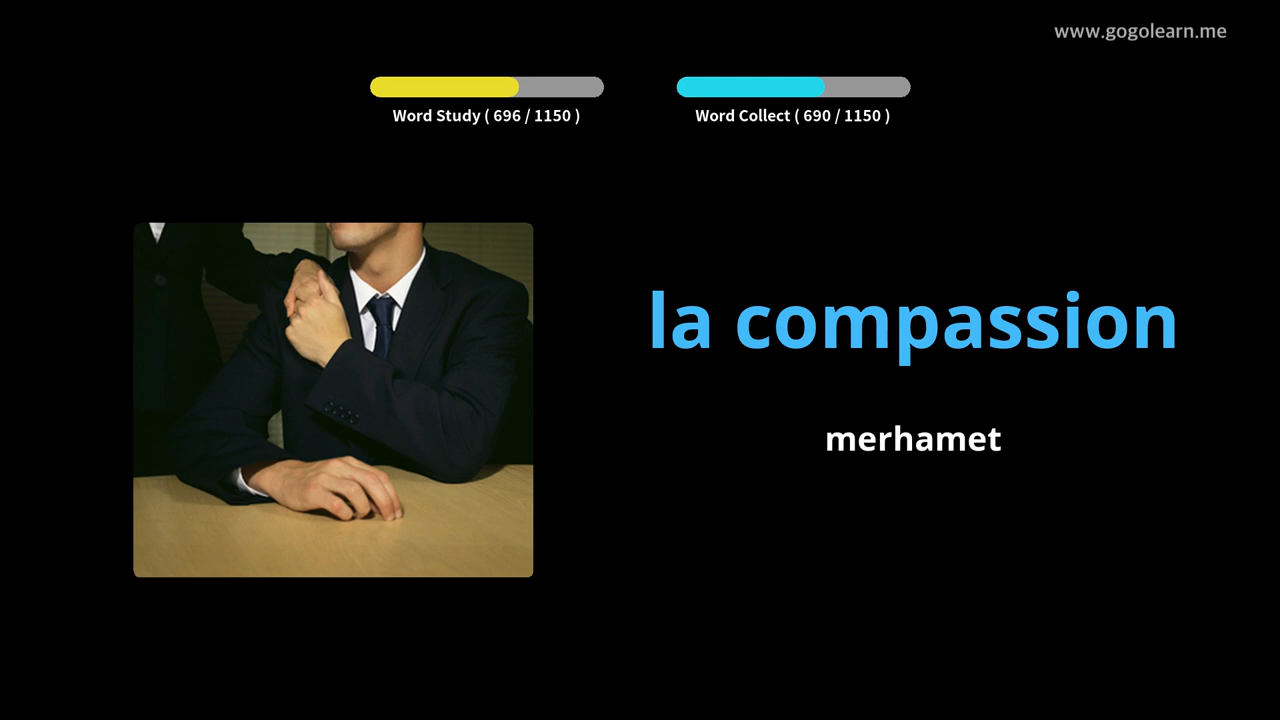 www.gogolearn.me
Word Study ( 696 / 1150 )
Word Collect ( 690 / 1150 )
la compassion
merhamet